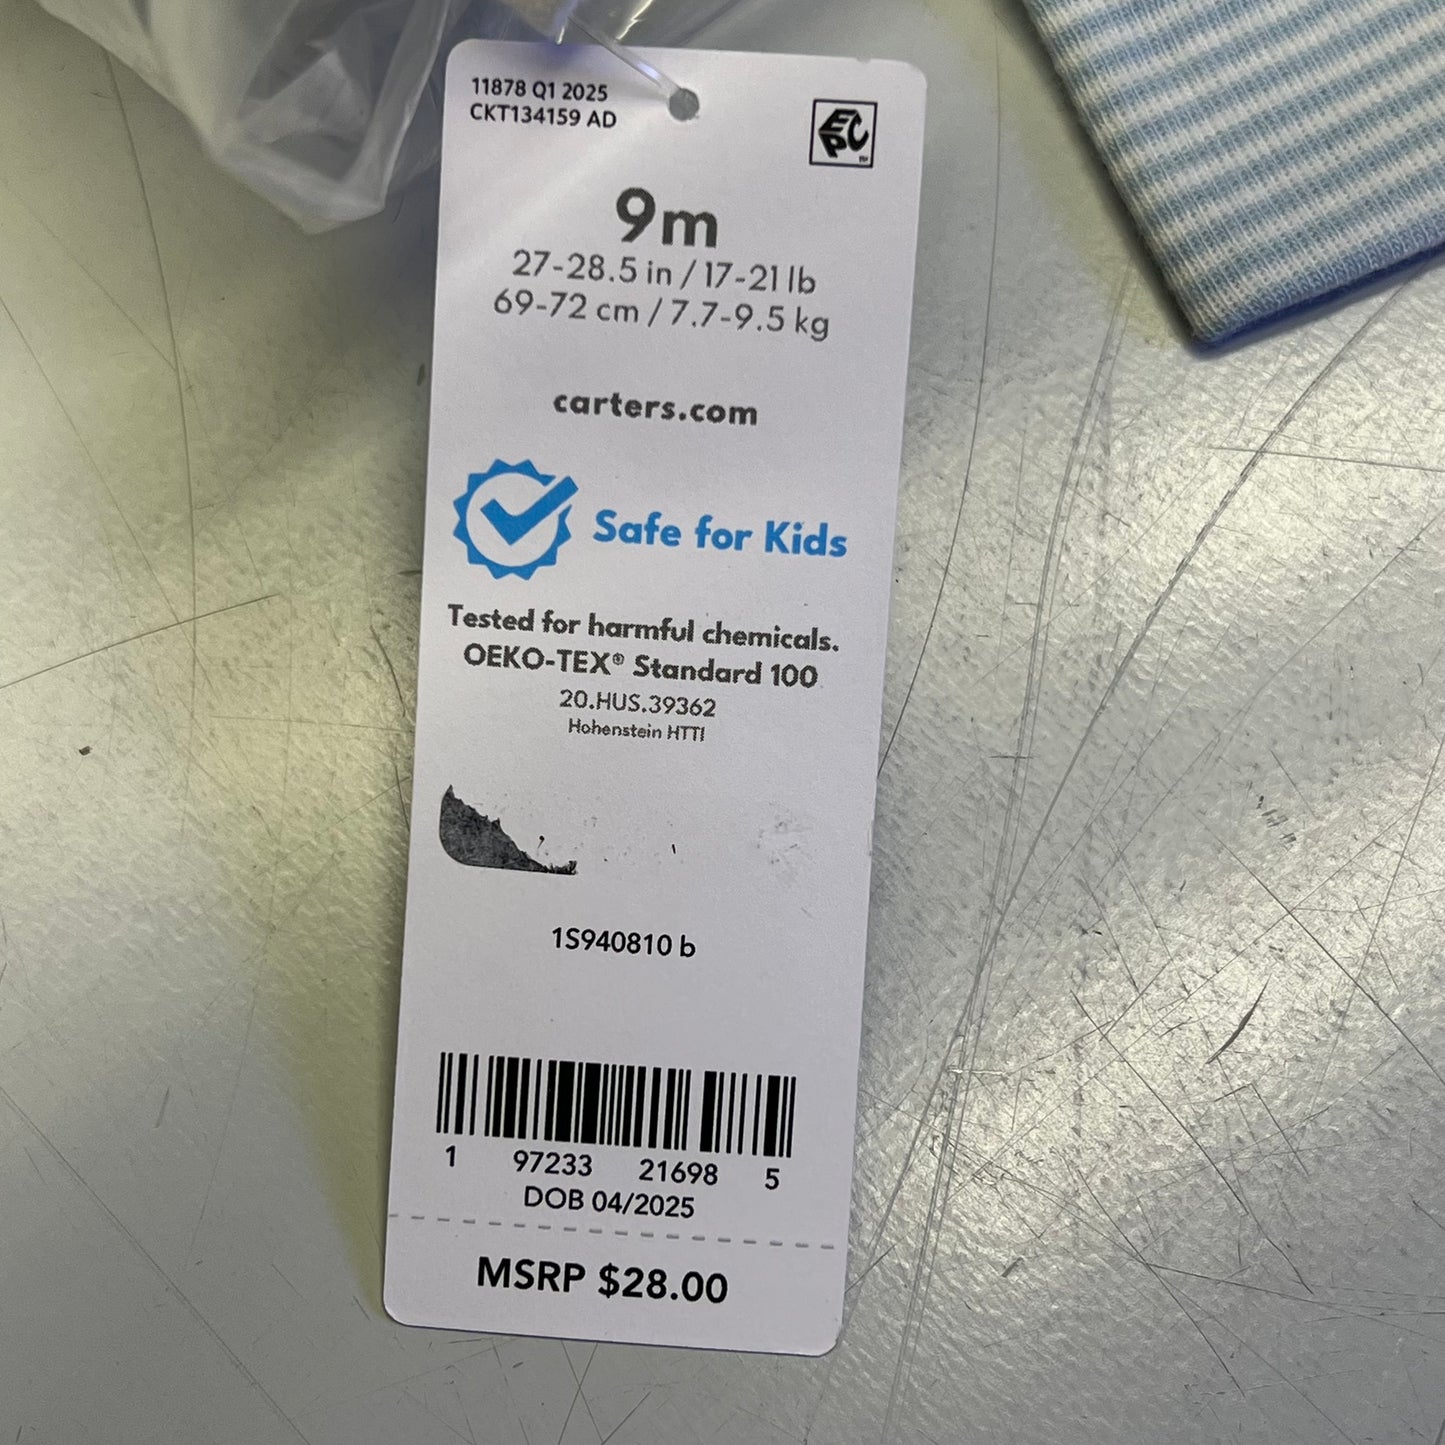 11878 Q1 2025
CKT134159 AD
EPC
™
9m
27-28.5 in / 17-21 lb
69-72 cm / 7.7-9.5 kg
carters.com
Safe for Kids
Tested for harmful chemicals.
OEKO-TEX® Standard 100
20.HUS.39362
Hohenstein HTTI
1S940810 b
1 97233 21698 5
DOB 04/2025
MSRP $28.00